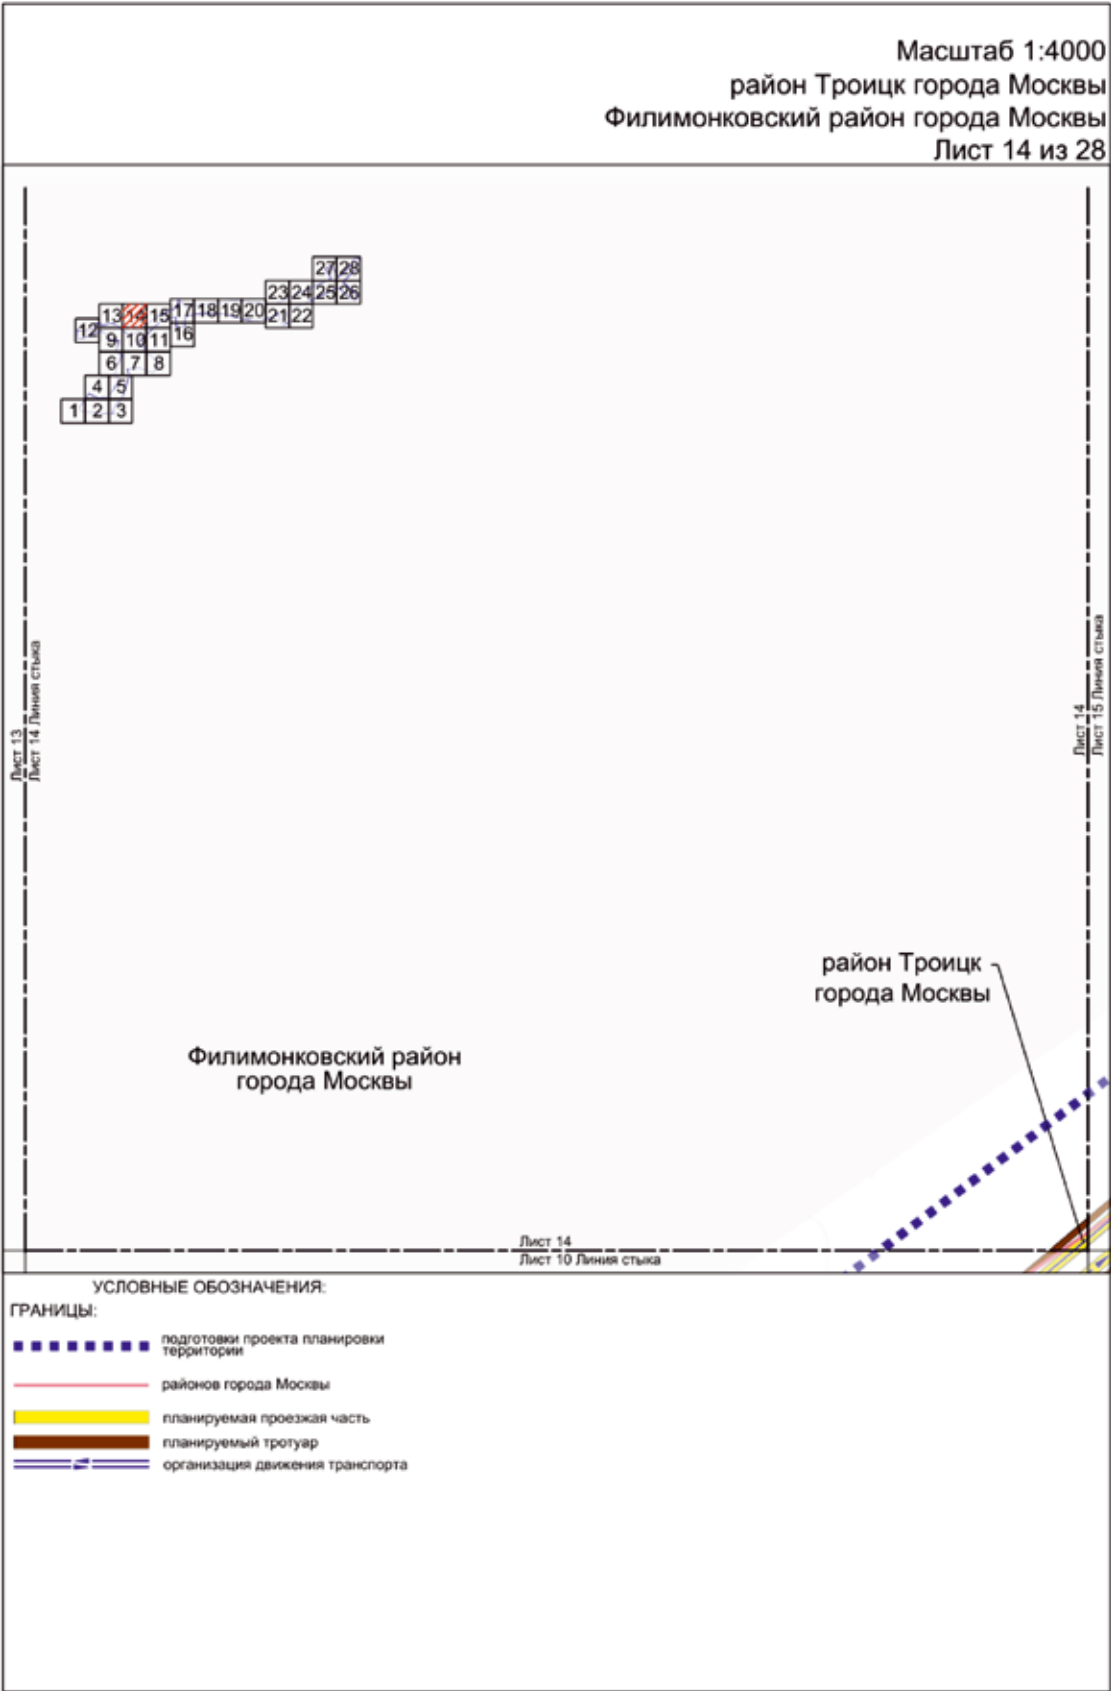 Масштаб 1:4000
район Троицк города Москвы
Филимонковский район города Москвы
Лист 14 из 28
27 28
23 24 25 26
13 14 15 17 18 19 20 21 22
12 9 10 11 16
6 7 8
4 5
1 2 3
Лист 13
Лист 14 Линия стыка
Лист 14
Лист 15 Линия стыка
район Троицк
города Москвы
Филимонковский район
города Москвы
Лист 14
Лист 10 Линия стыка
УСЛОВНЫЕ ОБОЗНАЧЕНИЯ:
ГРАНИЦЫ:
подготовки проекта планировки
территории
районов города Москвы
планируемая проезжая часть
планируемый тротуар
организация движения транспорта